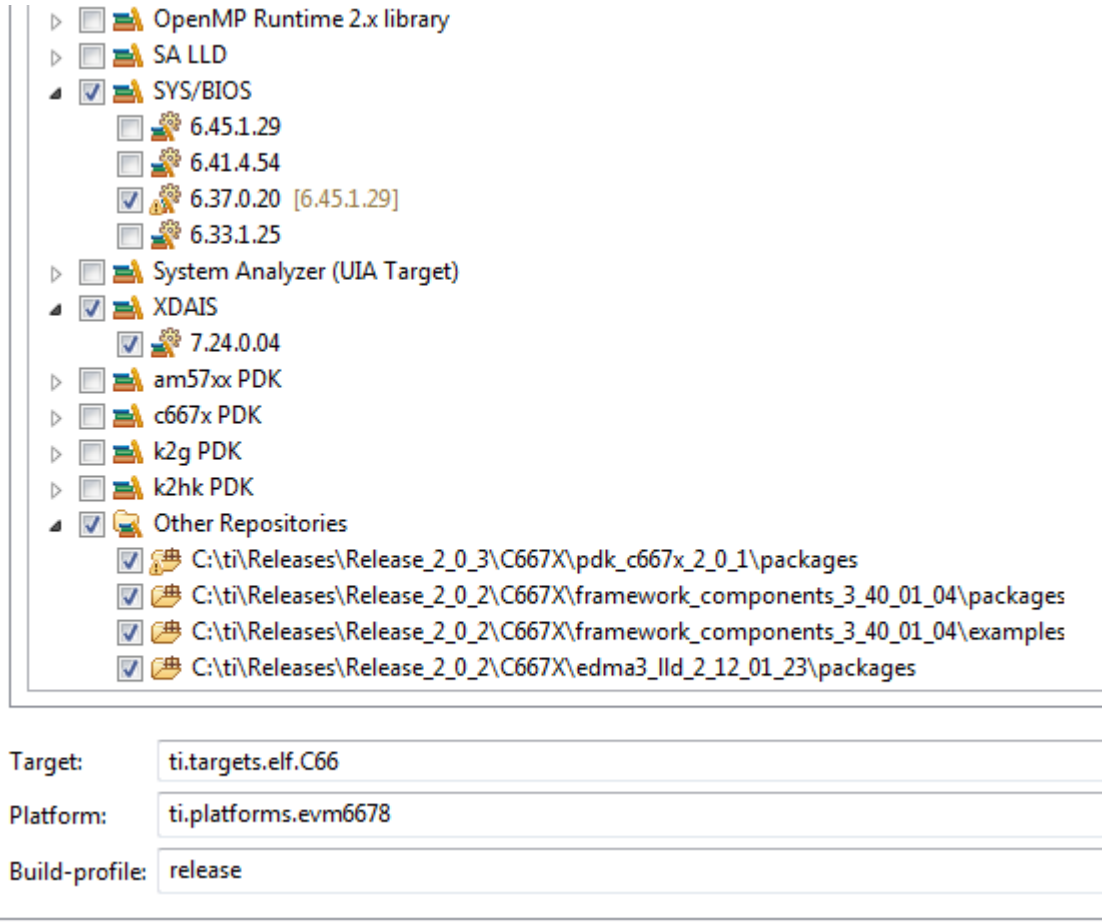 OpenMP Runtime 2.x library
SA LLD
SYS/BIOS
6.45.1.29
6.41.4.54
6.37.0.20 [6.45.1.29]
6.33.1.25
System Analyzer (UIA Target)
XDAIS
7.24.0.04
am57xx PDK
c667x PDK
k2g PDK
k2hk PDK
Other Repositories
C:\ti\Releases\Release_2_0_3\C667X\pdk_c667x_2_0_1\packages
C:\ti\Releases\Release_2_0_2\C667X\framework_components_3_40_01_04\packages
C:\ti\Releases\Release_2_0_2\C667X\framework_components_3_40_01_04\examples
C:\ti\Releases\Release_2_0_2\C667X\edma3_lld_2_12_01_23\packages
Target: ti.targets.elf.C66
Platform: ti.platforms.evm6678
Build-profile: release